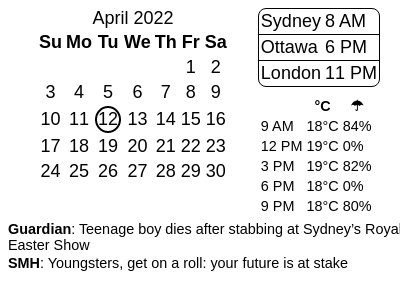 April 2022
Su Mo Tu We Th Fr Sa
1 2
3 4 5 6 7 8 9
10 11 12 13 14 15 16
17 18 19 20 21 22 23
24 25 26 27 28 29 30
Sydney 8 AM
Ottawa 6 PM
London 11 PM
°C ☂
9 AM 18°C 84%
12 PM 19°C 0%
3 PM 19°C 82%
6 PM 18°C 0%
9 PM 18°C 80%
Guardian: Teenage boy dies after stabbing at Sydney’s Royal
Easter Show
SMH: Youngsters, get on a roll: your future is at stake